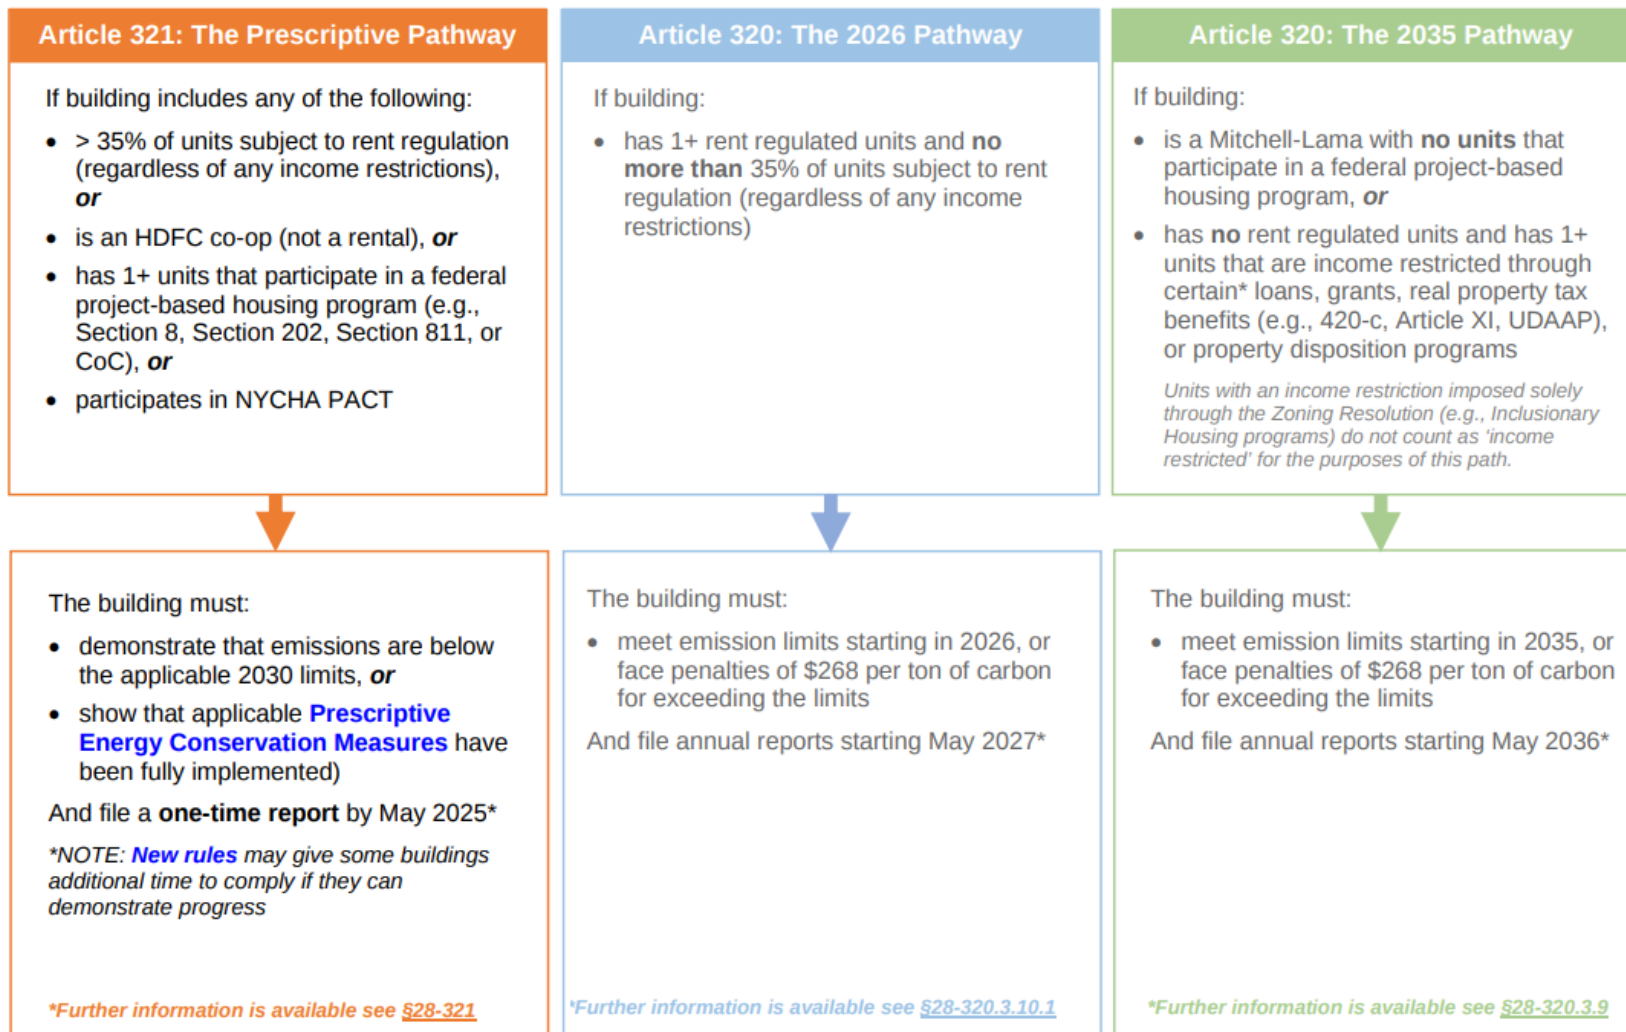 Article 321: The Prescriptive Pathway
If building includes any of the following:
• > 35% of units subject to rent regulation
(regardless of any income restrictions),
or
• is an HDFC co-op (not a rental), or
• has 1+ units that participate in a federal
project-based housing program (e.g.,
Section 8, Section 202, Section 811, or
CoC), or
• participates in NYCHA PACT
The building must:
• demonstrate that emissions are below
the applicable 2030 limits, or
• show that applicable Prescriptive
Energy Conservation Measures have
been fully implemented)
And file a one-time report by May 2025*
*NOTE: New rules may give some buildings
additional time to comply if they can
demonstrate progress
*Further information is available see §28-321
Article 320: The 2026 Pathway
If building:
• has 1+ rent regulated units and no
more than 35% of units subject to rent
regulation (regardless of any income
restrictions)
The building must:
• meet emission limits starting in 2026, or
face penalties of $268 per ton of carbon
for exceeding the limits
And file annual reports starting May 2027*
*Further information is available see §28-320.3.10.1
Article 320: The 2035 Pathway
If building:
• is a Mitchell-Lama with no units that
participate in a federal project-based
housing program, or
• has no rent regulated units and has 1+
units that are income restricted through
certain* loans, grants, real property tax
benefits (e.g., 420-c, Article XI, UDAAP),
or property disposition programs
Units with an income restriction imposed solely
through the Zoning Resolution (e.g., Inclusionary
Housing programs) do not count as 'income
restricted' for the purposes of this path.
The building must:
• meet emission limits starting in 2035, or
face penalties of $268 per ton of carbon
for exceeding the limits
And file annual reports starting May 2036*
*Further information is available see §28-320.3.9